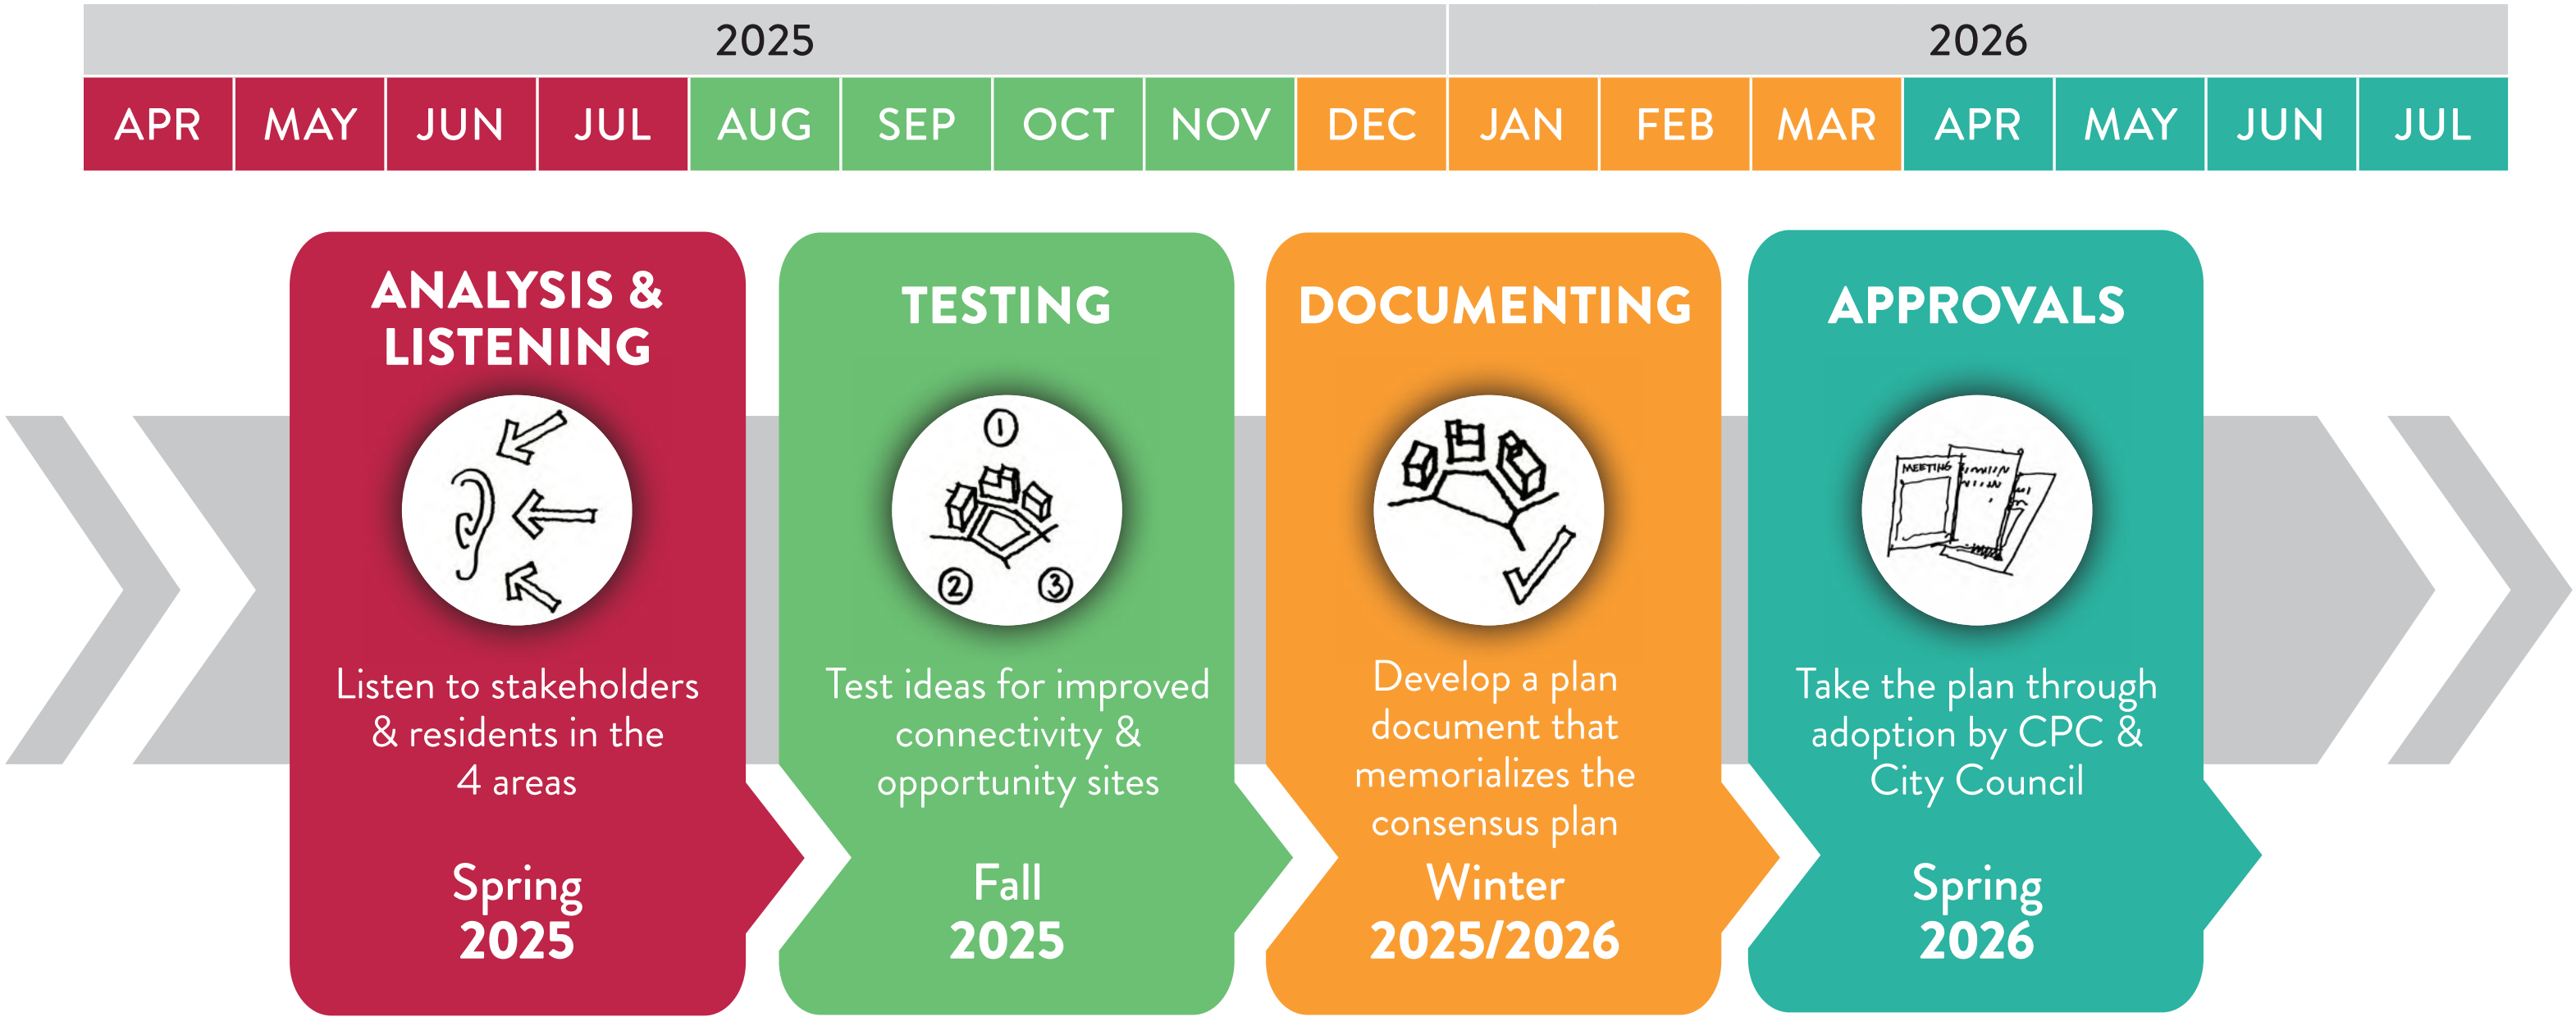 2025
2026
APR MAY JUN JUL AUG SEP OCT NOV DEC JAN FEB MAR APR MAY JUN JUL
ANALYSIS &
LISTENING
Listen to stakeholders
& residents in the
4 areas
Spring
2025
TESTING
1
2
3
Test ideas for improved
connectivity &
opportunity sites
Fall
2025
DOCUMENTING
Develop a plan
document that
memorializes the
consensus plan
Winter
2025/2026
APPROVALS
MEETING
Take the plan through
adoption by CPC &
City Council
Spring
2026